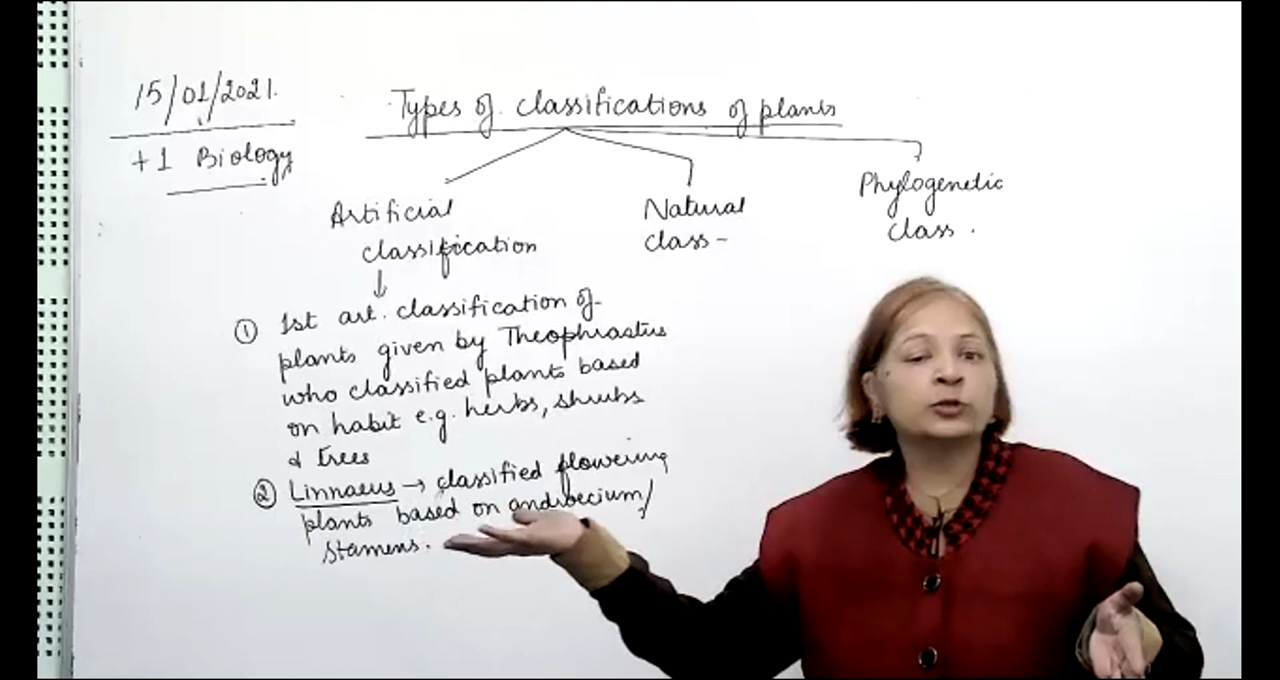 15/01/2021.
+1 Biology
Types of classifications of plants
Artificial
classification
Natural
class-
Phylogenetic
class.
① 1st art. classification of
plants given by Theophrastus
who classified plants based
on habit e.g. herbs, shrubs
& trees
② Linnaeus → classified flowering
plants based on androecium/
stamens.